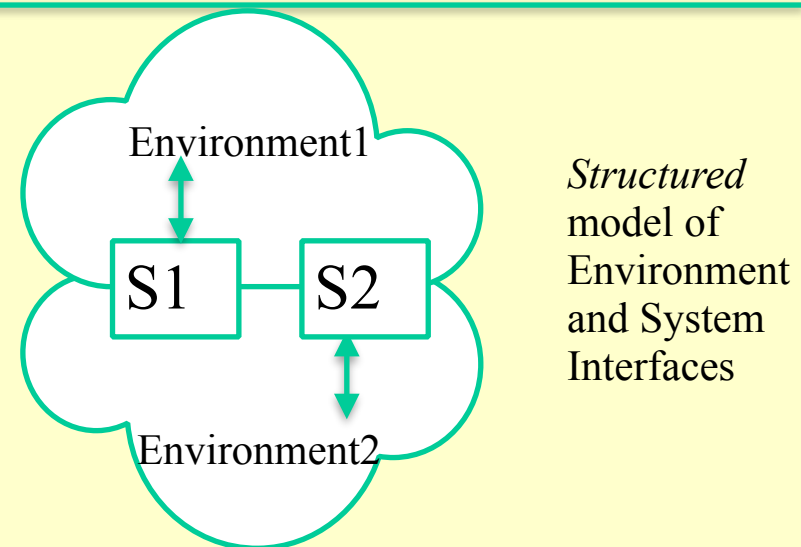 Environment1
S1
S2
Environment2
Structured
model of
Environment
and System
Interfaces